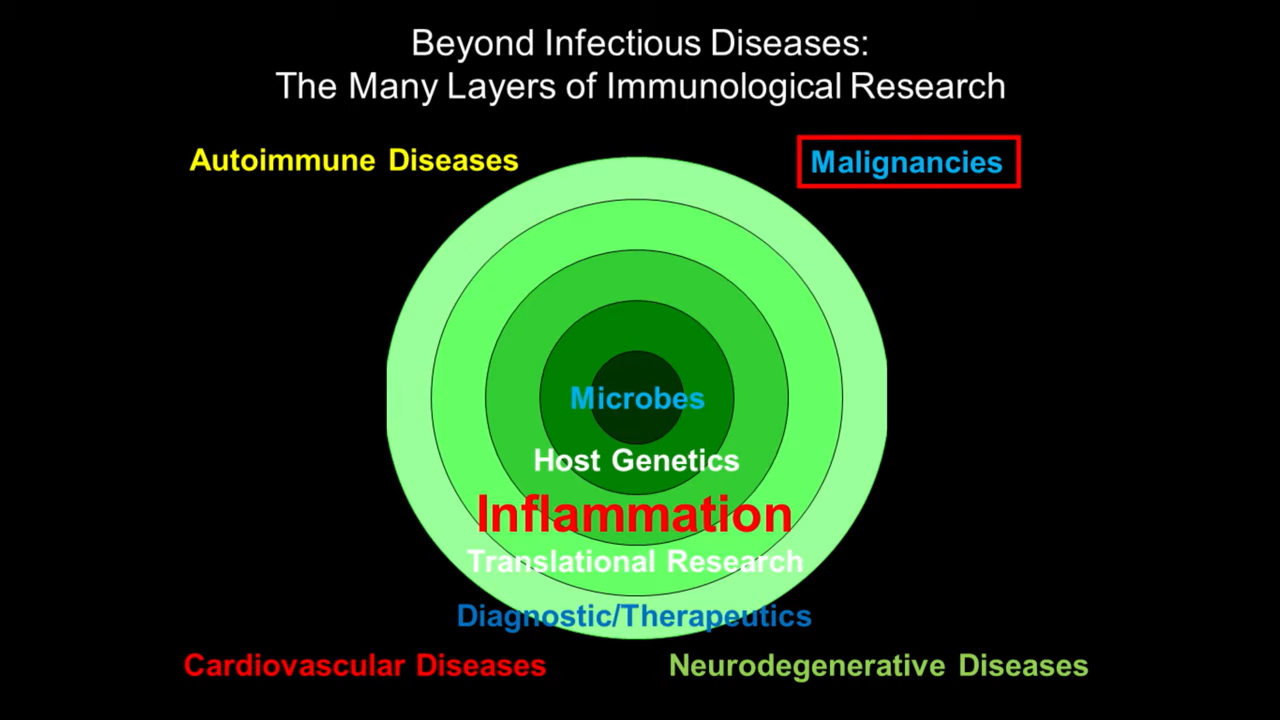 Beyond Infectious Diseases:
The Many Layers of Immunological Research
Autoimmune Diseases
Malignancies
Microbes
Host Genetics
Inflammation
Translational Research
Diagnostic/Therapeutics
Cardiovascular Diseases
Neurodegenerative Diseases